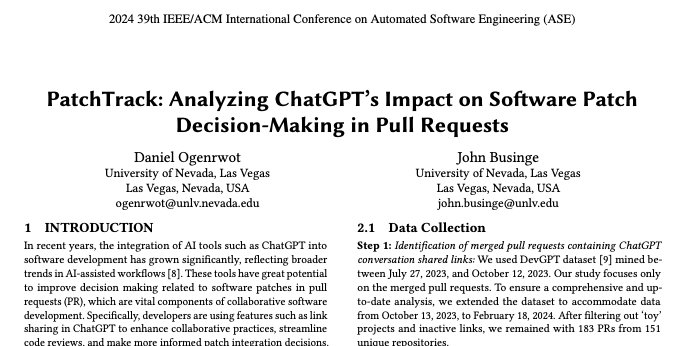 2024 39th IEEE/ACM International Conference on Automated Software Engineering (ASE)
PatchTrack: Analyzing ChatGPT's Impact on Software Patch
Decision-Making in Pull Requests
Daniel Ogenrwot
University of Nevada, Las Vegas
Las Vegas, Nevada, USA
ogenrwot@unlv.nevada.edu
John Businge
University of Nevada, Las Vegas
Las Vegas, Nevada, USA
john.businge@unlv.edu
1 INTRODUCTION
In recent years, the integration of AI tools such as ChatGPT into
software development has grown significantly, reflecting broader
trends in AI-assisted workflows [8]. These tools have great potential
to improve decision making related to software patches in pull
requests (PR), which are vital components of collaborative software
development. Specifically, developers are using features such as link
sharing in ChatGPT to enhance collaborative practices, streamline
code reviews, and make more informed patch integration decisions.
2.1 Data Collection
Step 1: Identification of merged pull requests containing ChatGPT
conversation shared links: We used DevGPT dataset [9] mined be-
tween July 27, 2023, and October 12, 2023. Our study focuses only
on the merged pull requests. To ensure a comprehensive and up-
to-date analysis, we extended the dataset to accommodate data
from October 13, 2023, to February 18, 2024. After filtering out 'toy'
projects and inactive links, we remained with 183 PRs from 151
unique repositories.